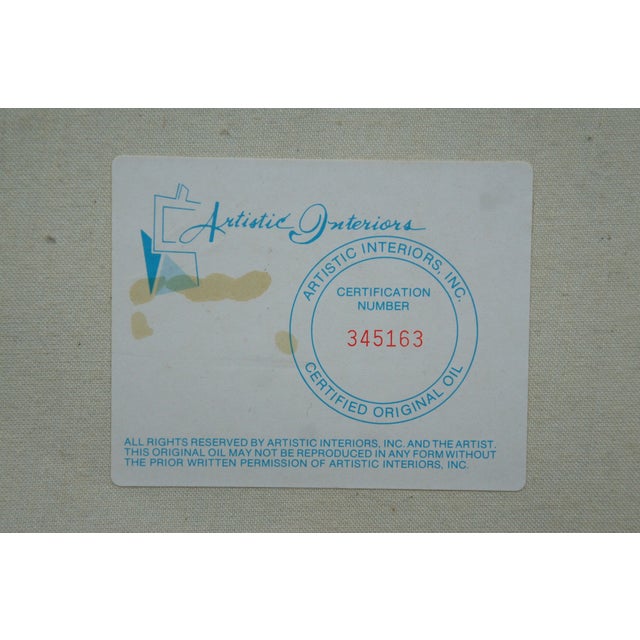 Artistic Interiors
ARTISTIC INTERIORS, INC.
CERTIFICATION
NUMBER
345163
CERTIFIED ORIGINAL OIL
ALL RIGHTS RESERVED BY ARTISTIC INTERIORS, INC. AND THE ARTIST.
THIS ORIGINAL OIL MAY NOT BE REPRODUCED IN ANY FORM WITHOUT
THE PRIOR WRITTEN PERMISSION OF ARTISTIC INTERIORS, INC.